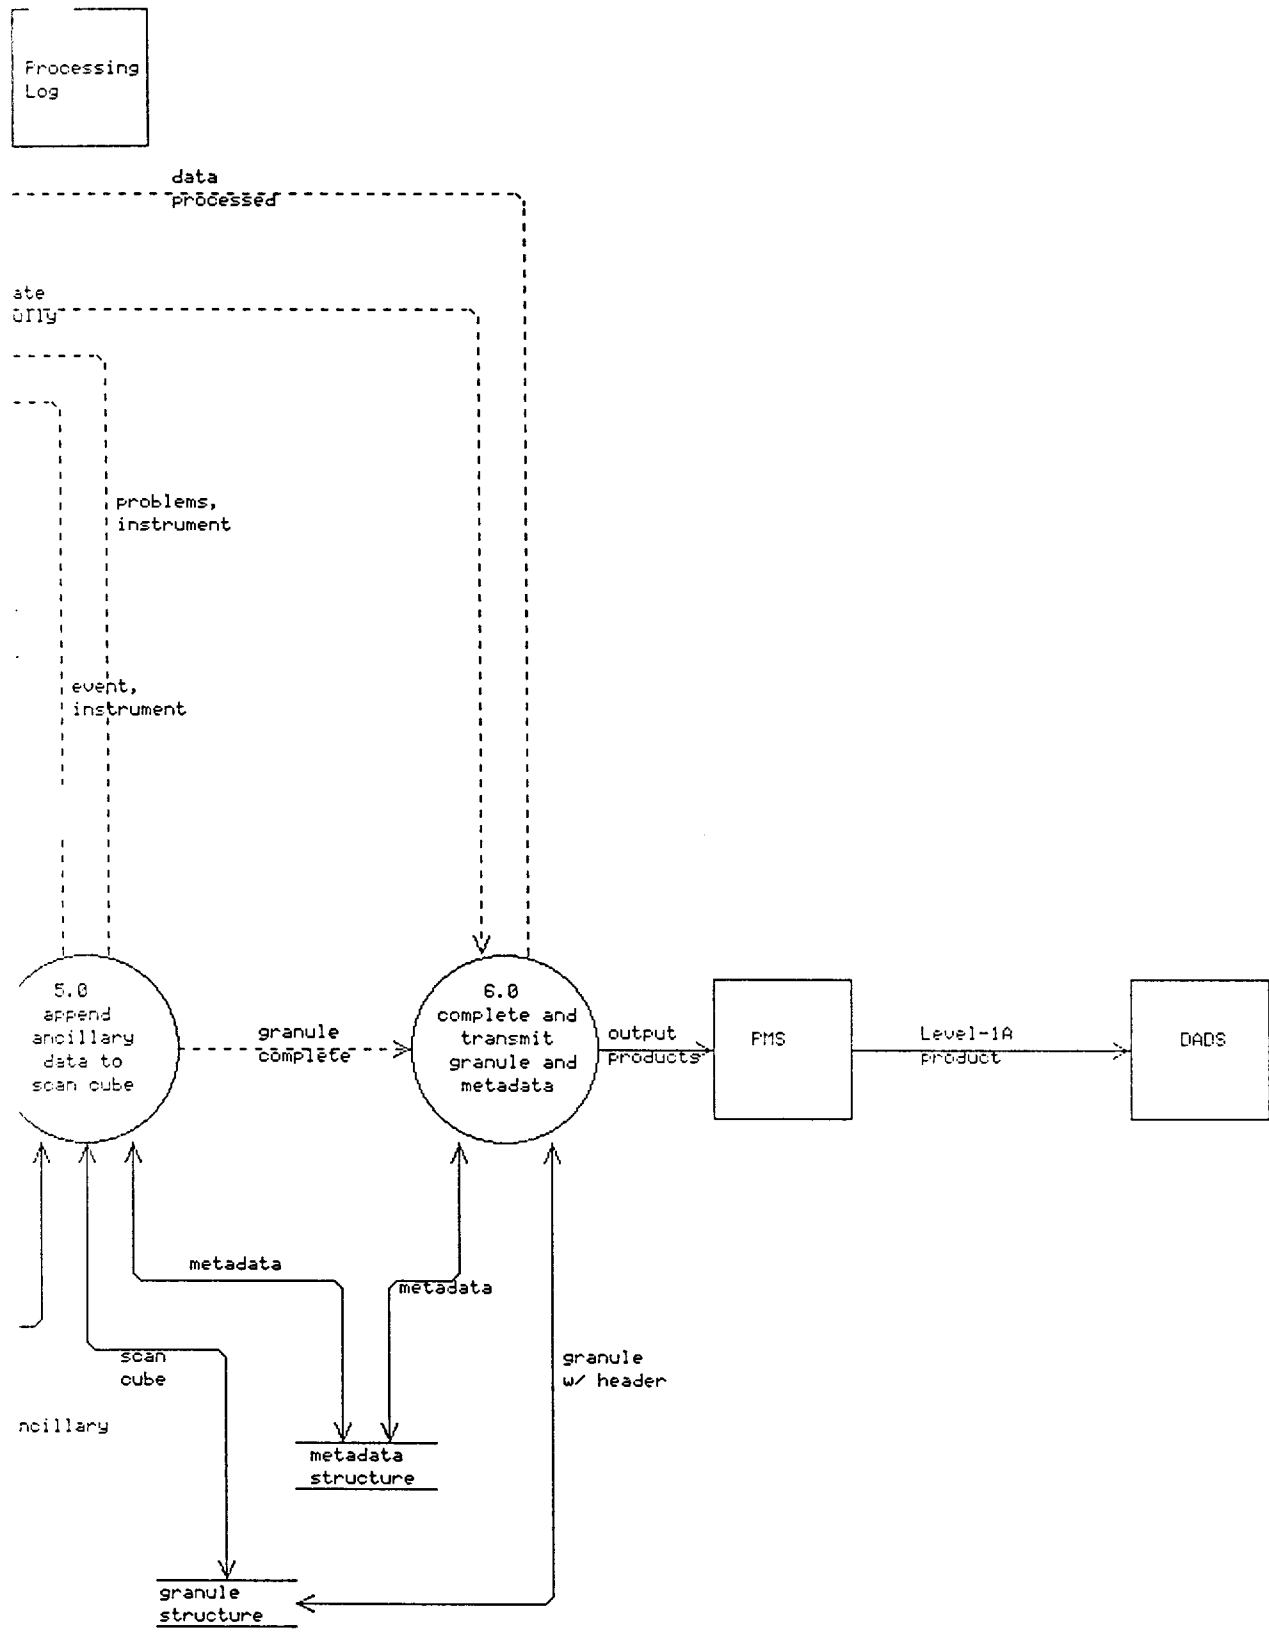 Processing
Log
data
processed
ate
problems,
instrument
event,
instrument
5.0
append
ancillary
data to
scan cube
granule
complete
6.0
complete and
transmit
granule and
metadata
output
products
PMS
Level-1A
product
DADS
metadata
metadata
scan
cube
granule
w/ header
ncillary
metadata
structure
granule
structure